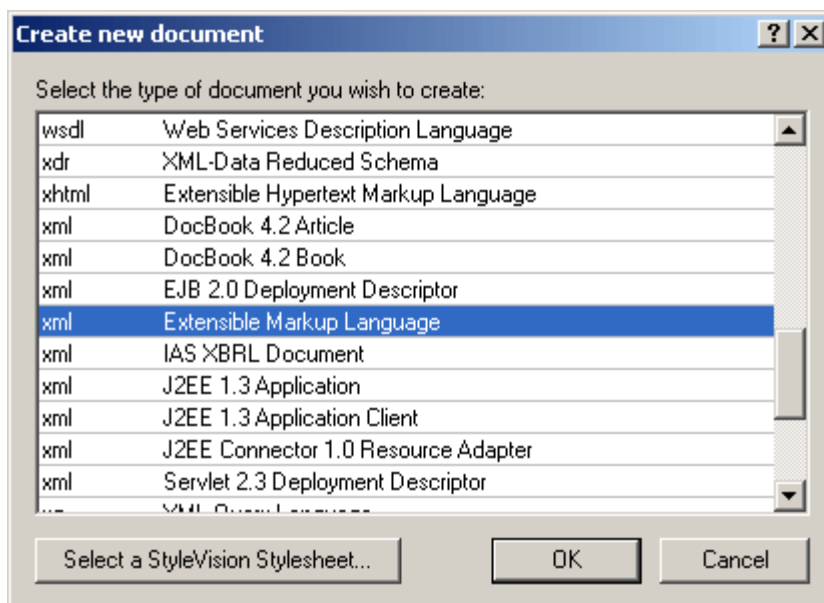 Create new document
Select the type of document you wish to create:
wsdl Web Services Description Language
xdr XML-Data Reduced Schema
xhtml Extensible Hypertext Markup Language
xml DocBook 4.2 Article
xml DocBook 4.2 Book
xml EJB 2.0 Deployment Descriptor
xml Extensible Markup Language
xml IAS XBRL Document
xml J2EE 1.3 Application
xml J2EE 1.3 Application Client
xml J2EE Connector 1.0 Resource Adapter
xml Servlet 2.3 Deployment Descriptor
XML Query Language
Select a StyleVision Stylesheet... OK Cancel